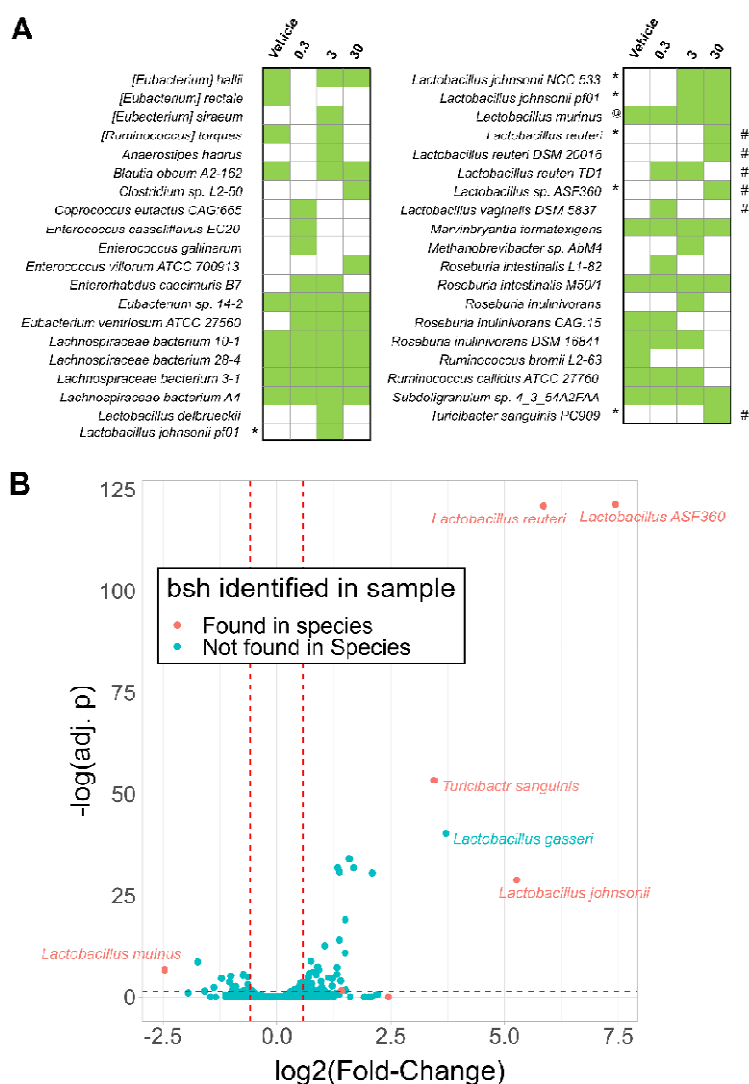 A
Vehicle 0.3 3 30
[Eubacterium] hallii
[Eubacterium] rectale
[Eubacterium] siraeum
[Ruminococcus] torques
Anaerostipes hadrus
Blautia obeum A2-162
Clostridium sp. L2-50
Coprococcus eutactus CAG:665
Enterococcus casseliflavus EC20
Enterococcus gallinarum
Enterococcus villorum ATCC 700913
Enterorhabdus caecimuris B7
Eubacterium sp. 14-2
Eubacterium ventriosum ATCC 27560
Lachnospiraceae bacterium 10-1
Lachnospiraceae bacterium 28-4
Lachnospiraceae bacterium 3-1
Lachnospiraceae bacterium A4
Lectobacillus delbrueckii
Lactobacillus johnsonii pf01 *
Vehicle 0.3 3 30
Lactobacillus johnsonii NCC 533 *
Lactobacillus johnsonii pf01 *
Lectobacillus murinus @
Lactobacillus reuteri * #
Lactobacillus reuteri DSM 20016 #
Lactobacillus reuteri TD1 #
Lactobacillus sp. ASF360 * #
Lactobacillus vaginalis DSM 5837 #
Marvinbryantia formatexigens
Methanobrevibacter sp. AbM4
Roseburia intestinalis L1-82
Roseburia intestinalis M50/1
Roseburia inulinivorans
Roseburia inulinivorans CAG:15
Roseburia inulinivorans DSM 16841
Ruminococcus bromii L2-63
Ruminococcus callidus ATCC 27760
Subdoligranulum sp. 4_3_54A2FAA
Turicibacter sanguinis PC909 * #
B
125
100
75
50
25
0
-log(adj. p)
Lactobacillus reuteri
Lactobacillus ASF360
bsh identified in sample
Found in species
Not found in Species
Turicibactr sanguinis
Lactobacillus gasseri
Lactobacillus johnsonii
Lactobacillus muinus
-2.5 0.0 2.5 5.0 7.5
log2(Fold-Change)